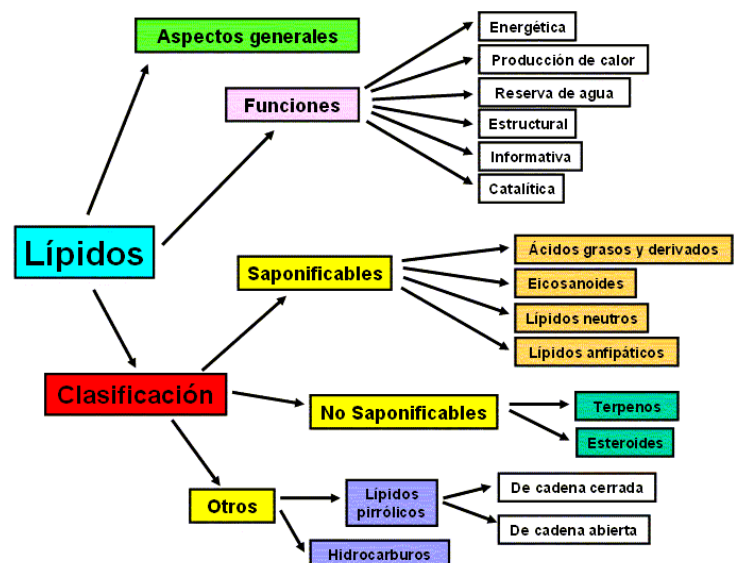 Aspectos generales
Energética
Producción de calor
Funciones
Reserva de agua
Estructural
Informativa
Catalítica
Lípidos
Saponificables
Ácidos grasos y derivados
Eicosanoides
Lípidos neutros
Lípidos anfipáticos
Clasificación
No Saponificables
Terpenos
Esteroides
Otros
Lípidos
pirrólicos
De cadena cerrada
De cadena abierta
Hidrocarburos